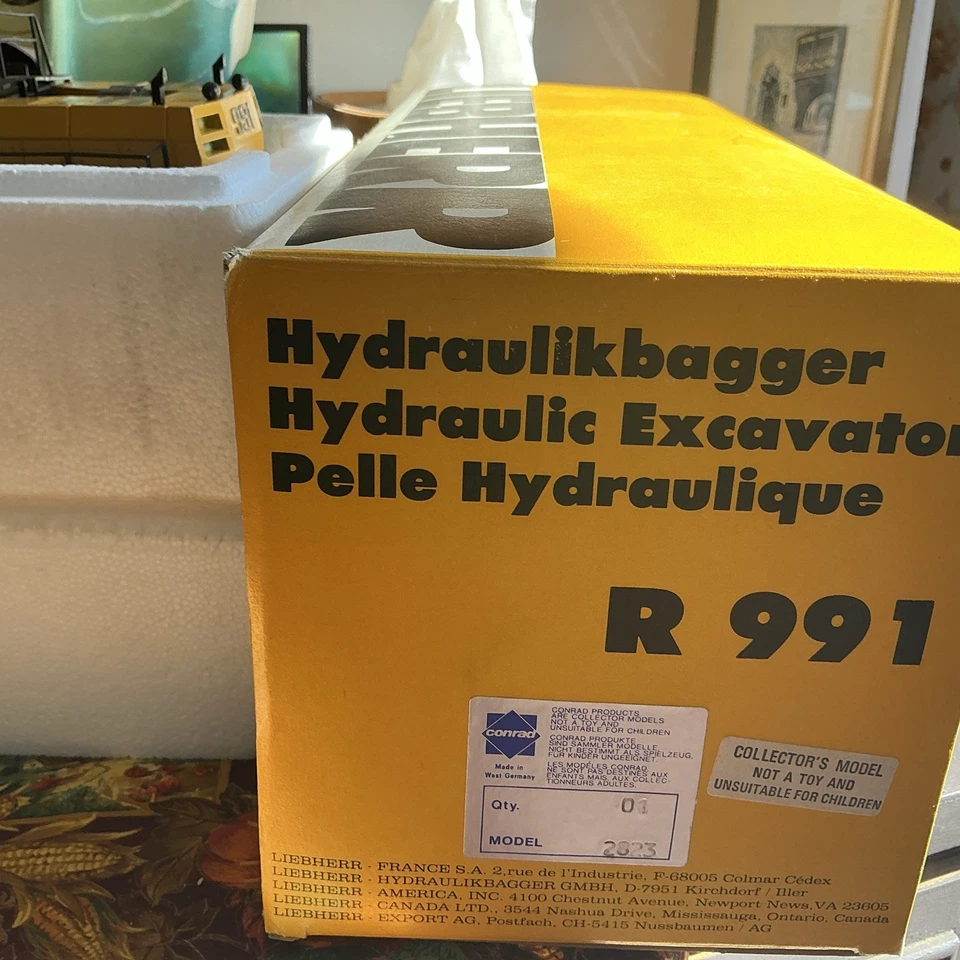 Hydraulikbagger
Hydraulic Excavator
Pelle Hydraulique
R 991
conrad
Made in
West Germany
CONRAD PRODUCTS
ARE COLLECTOR MODELS
NOT A TOY AND
UNSUITABLE FOR CHILDREN
CONRAD PRODUKTE
SIND SAMMLER MODELLE,
NICHT BESTIMMT ALS SPIELZEUG,
FÜR KINDER UNGEEIGNET.
LES MODÈLES CONRAD
NE SONT PAS DESTINÉS AUX
ENFANTS MAIS AUX COLLEC-
TIONNEURS ADULTES.
Qty. 01
MODEL 2823
COLLECTOR'S MODEL
NOT A TOY AND
UNSUITABLE FOR CHILDREN
LIEBHERR - FRANCE S.A. 2,rue de l'Industrie, F-68005 Colmar Cédex
LIEBHERR - HYDRAULIKBAGGER GMBH, D-7951 Kirchdorf / Iller
LIEBHERR - AMERICA, INC. 4100 Chestnut Avenue, Newport News,VA 23605
LIEBHERR - CANADA LTD., 3544 Nashua Drive, Mississauga, Ontario, Canada
LIEBHERR - EXPORT AG, Postfach, CH-5415 Nussbaumen / AG